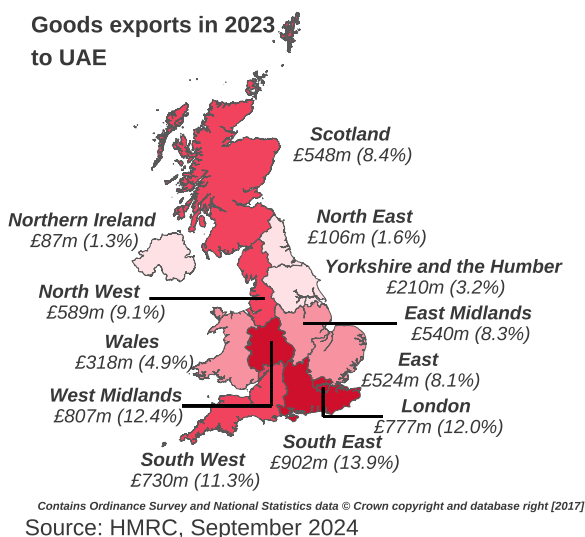 Goods exports in 2023
to UAE
Scotland
£548m (8.4%)
Northern Ireland
£87m (1.3%)
North East
£106m (1.6%)
Yorkshire and the Humber
£210m (3.2%)
North West
£589m (9.1%)
East Midlands
£540m (8.3%)
Wales
£318m (4.9%)
East
£524m (8.1%)
West Midlands
£807m (12.4%)
London
£777m (12.0%)
South East
£902m (13.9%)
South West
£730m (11.3%)
Contains Ordinance Survey and National Statistics data © Crown copyright and database right [2017]
Source: HMRC, September 2024